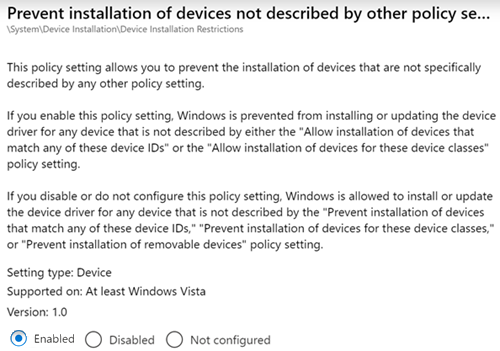 Prevent installation of devices not described by other policy se...
\System\Device Installation\Device Installation Restrictions
This policy setting allows you to prevent the installation of devices that are not specifically
described by any other policy setting.
If you enable this policy setting, Windows is prevented from installing or updating the device
driver for any device that is not described by either the "Allow installation of devices that
match any of these device IDs" or the "Allow installation of devices for these device classes"
policy setting.
If you disable or do not configure this policy setting, Windows is allowed to install or update
the device driver for any device that is not described by the "Prevent installation of devices
that match any of these device IDs," "Prevent installation of devices for these device classes,"
or "Prevent installation of removable devices" policy setting.
Setting type: Device
Supported on: At least Windows Vista
Version: 1.0
Enabled Disabled Not configured